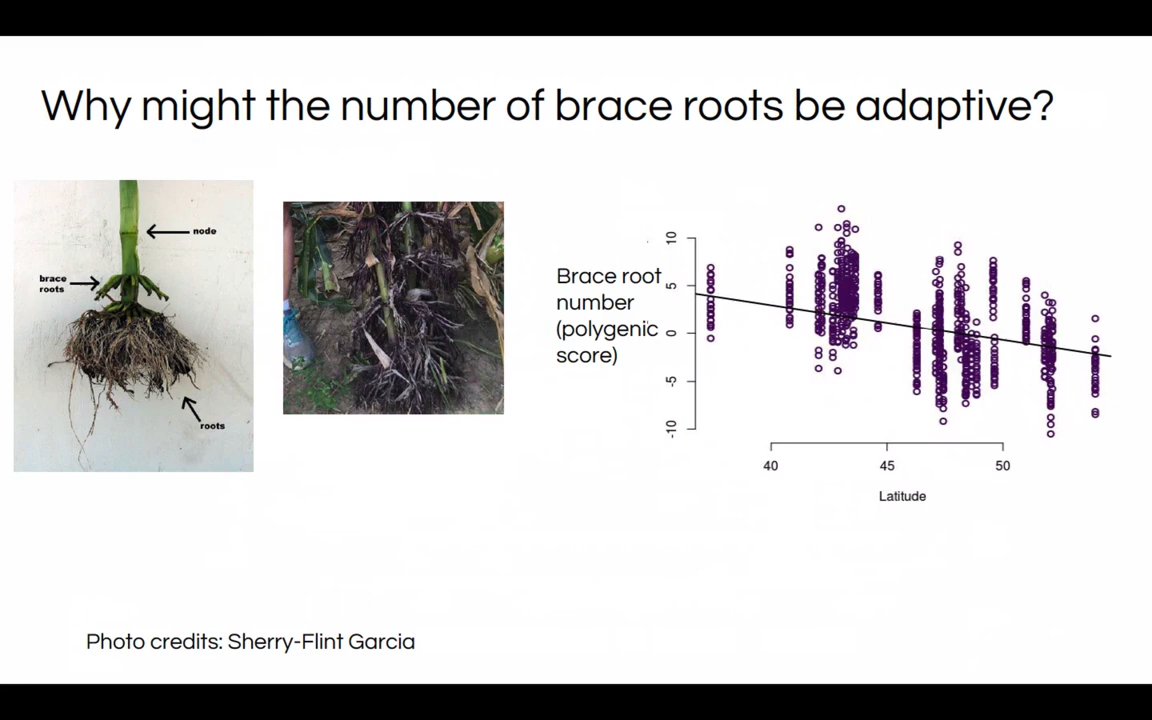 Why might the number of brace roots be adaptive?
node
brace
roots
roots
Brace root
number
(polygenic
score)
10
5
0
-5
-10
40
45
50
Latitude
Photo credits: Sherry-Flint Garcia